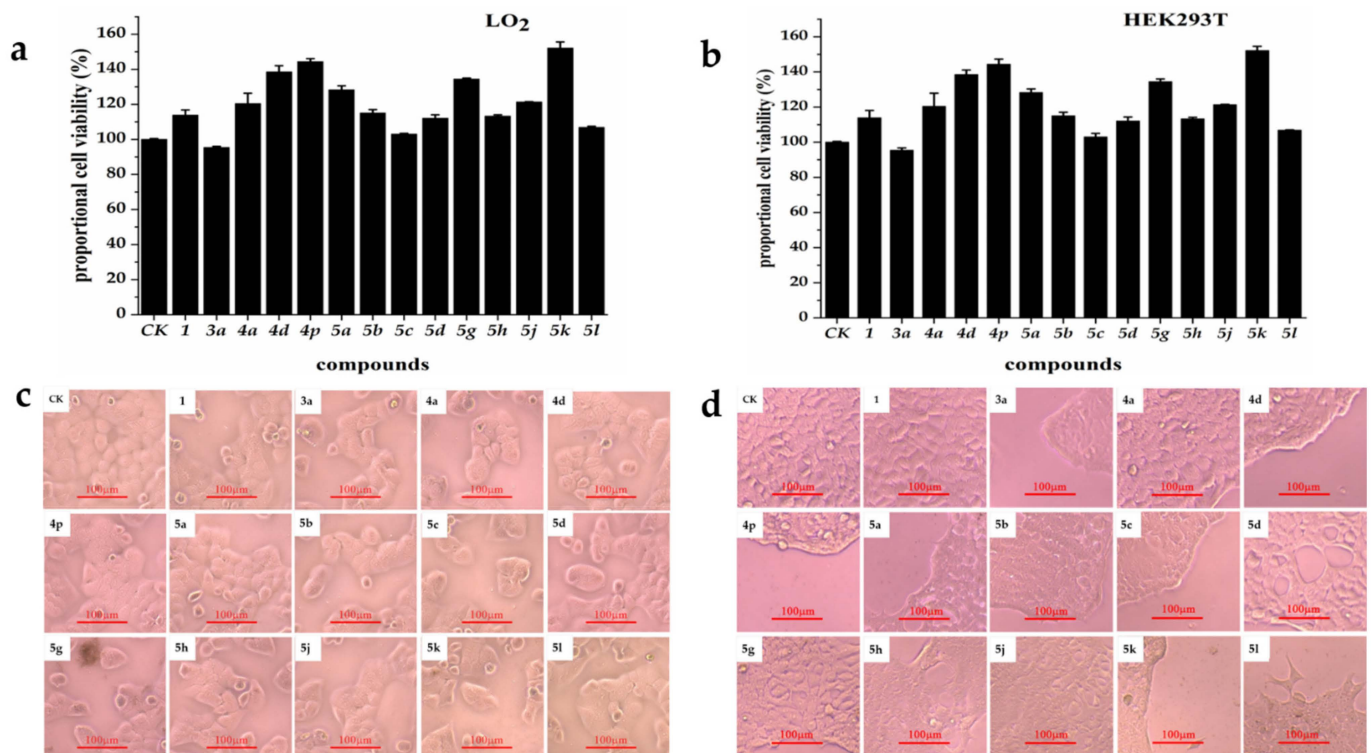 a
LO2
proportional cell viability (%)
160
140
120
100
80
60
40
20
0
CK 1 3a 4a 4d 4p 5a 5b 5c 5d 5g 5h 5j 5k 5l
compounds
b
HEK293T
proportional cell viability (%)
160
140
120
100
80
60
40
20
0
CK 1 3a 4a 4d 4p 5a 5b 5c 5d 5g 5h 5j 5k 5l
compounds
c
CK 1 3a 4a 4d
100μm 100μm 100μm 100μm 100μm
4p 5a 5b 5c 5d
100μm 100μm 100μm 100μm 100μm
5g 5h 5j 5k 5l
100μm 100μm 100μm 100μm 100μm
d
CK 1 3a 4a 4d
100μm 100μm 100μm 100μm 100μm
4p 5a 5b 5c 5d
100μm 100μm 100μm 100μm 100μm
5g 5h 5j 5k 5l
100μm 100μm 100μm 100μm 100μm